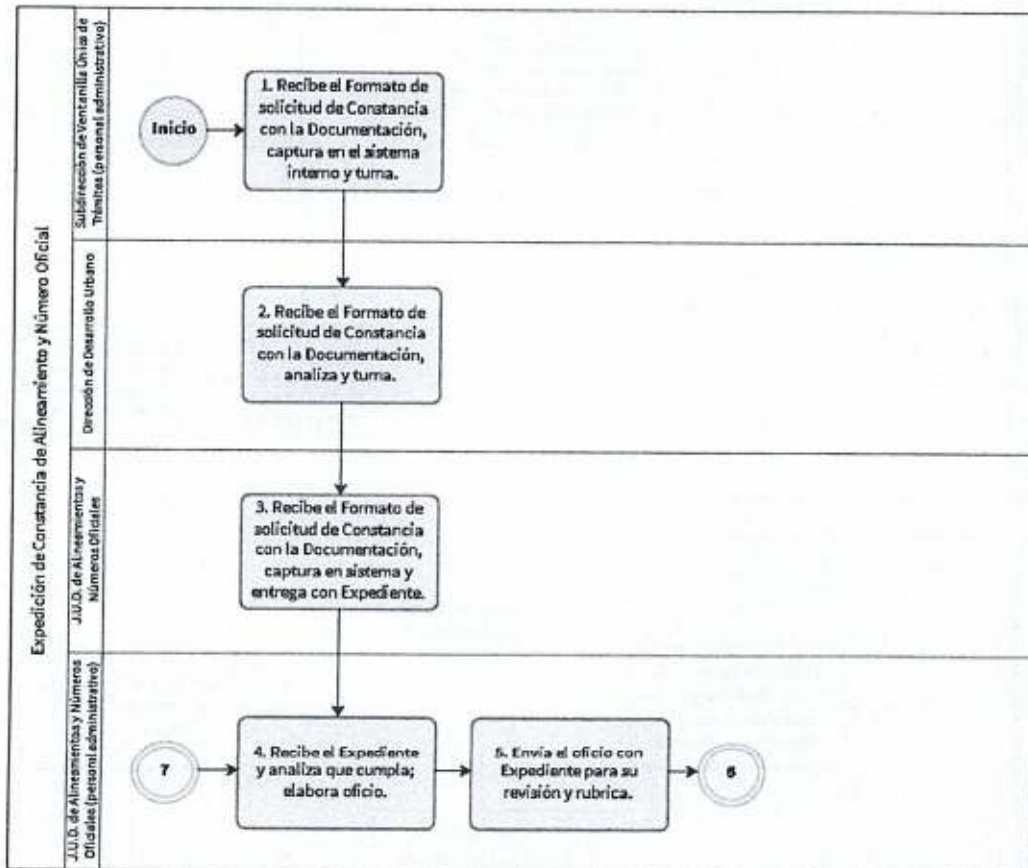 Expedición de Constancia de Alineamiento y Número Oficial
Subdirección de Ventanilla Única de
Trámites (personal administrativo)
Inicio
1. Recibe el Formato de
solicitud de Constancia
con la Documentación,
captura en el sistema
interno y turna.
Dirección de Desarrollo Urbano
2. Recibe el Formato de
solicitud de Constancia
con la Documentación,
analiza y turna.
J.U.D. de Alineamientos y
Números Oficiales
3. Recibe el Formato de
solicitud de Constancia
con la Documentación,
captura en sistema y
entrega con Expediente.
J.U.D. de Alineamientos y Números
Oficiales (personal administrativo)
7
4. Recibe el Expediente
y analiza que cumpla;
elabora oficio.
5. Envía el oficio con
Expediente para su
revisión y rubrica.
6